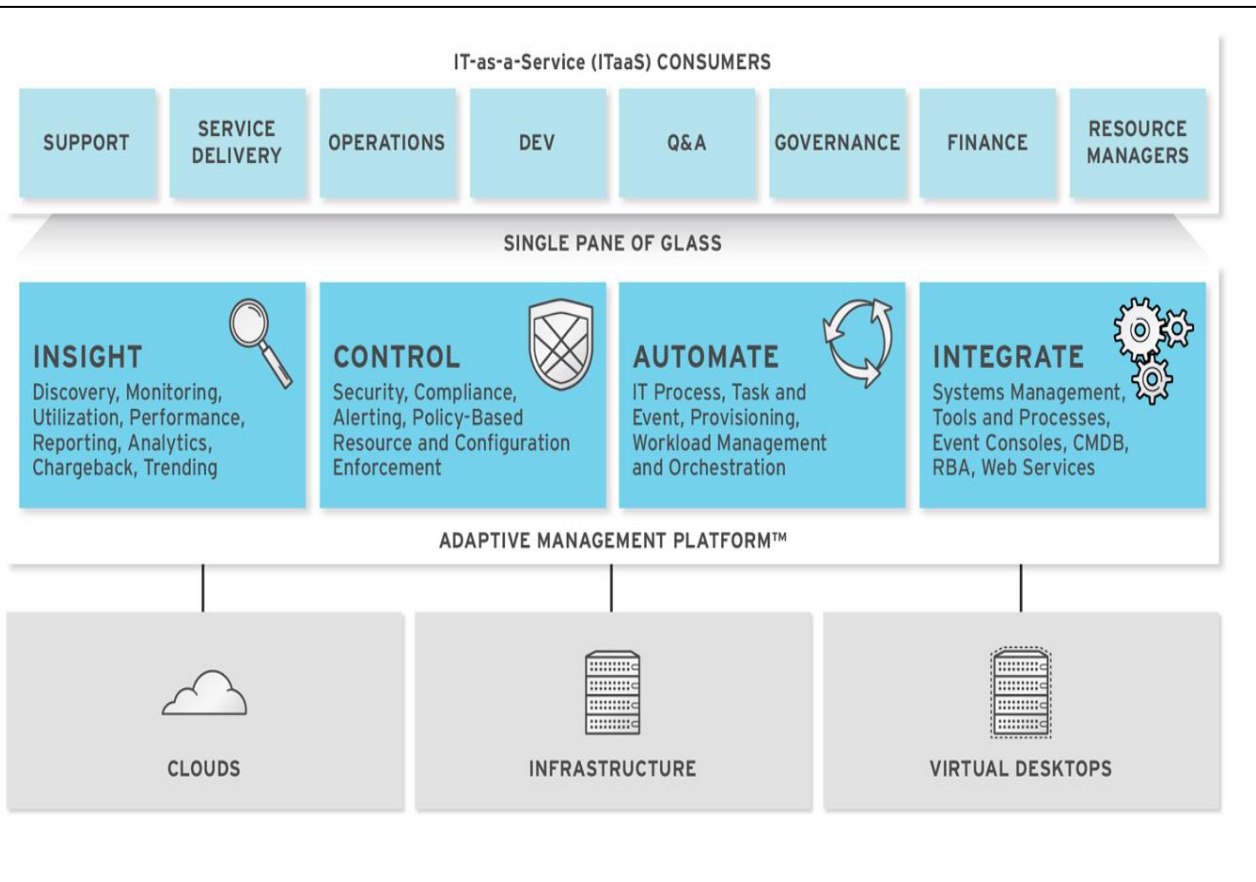 IT-as-a-Service (ITaaS) CONSUMERS
SUPPORT
SERVICE
DELIVERY
OPERATIONS
DEV
Q&A
GOVERNANCE
FINANCE
RESOURCE
MANAGERS
SINGLE PANE OF GLASS
INSIGHT
Discovery, Monitoring,
Utilization, Performance,
Reporting, Analytics,
Chargeback, Trending
CONTROL
Security, Compliance,
Alerting, Policy-Based
Resource and Configuration
Enforcement
AUTOMATE
IT Process, Task and
Event, Provisioning,
Workload Management
and Orchestration
INTEGRATE
Systems Management,
Tools and Processes,
Event Consoles, CMDB,
RBA, Web Services
ADAPTIVE MANAGEMENT PLATFORM™
CLOUDS
INFRASTRUCTURE
VIRTUAL DESKTOPS